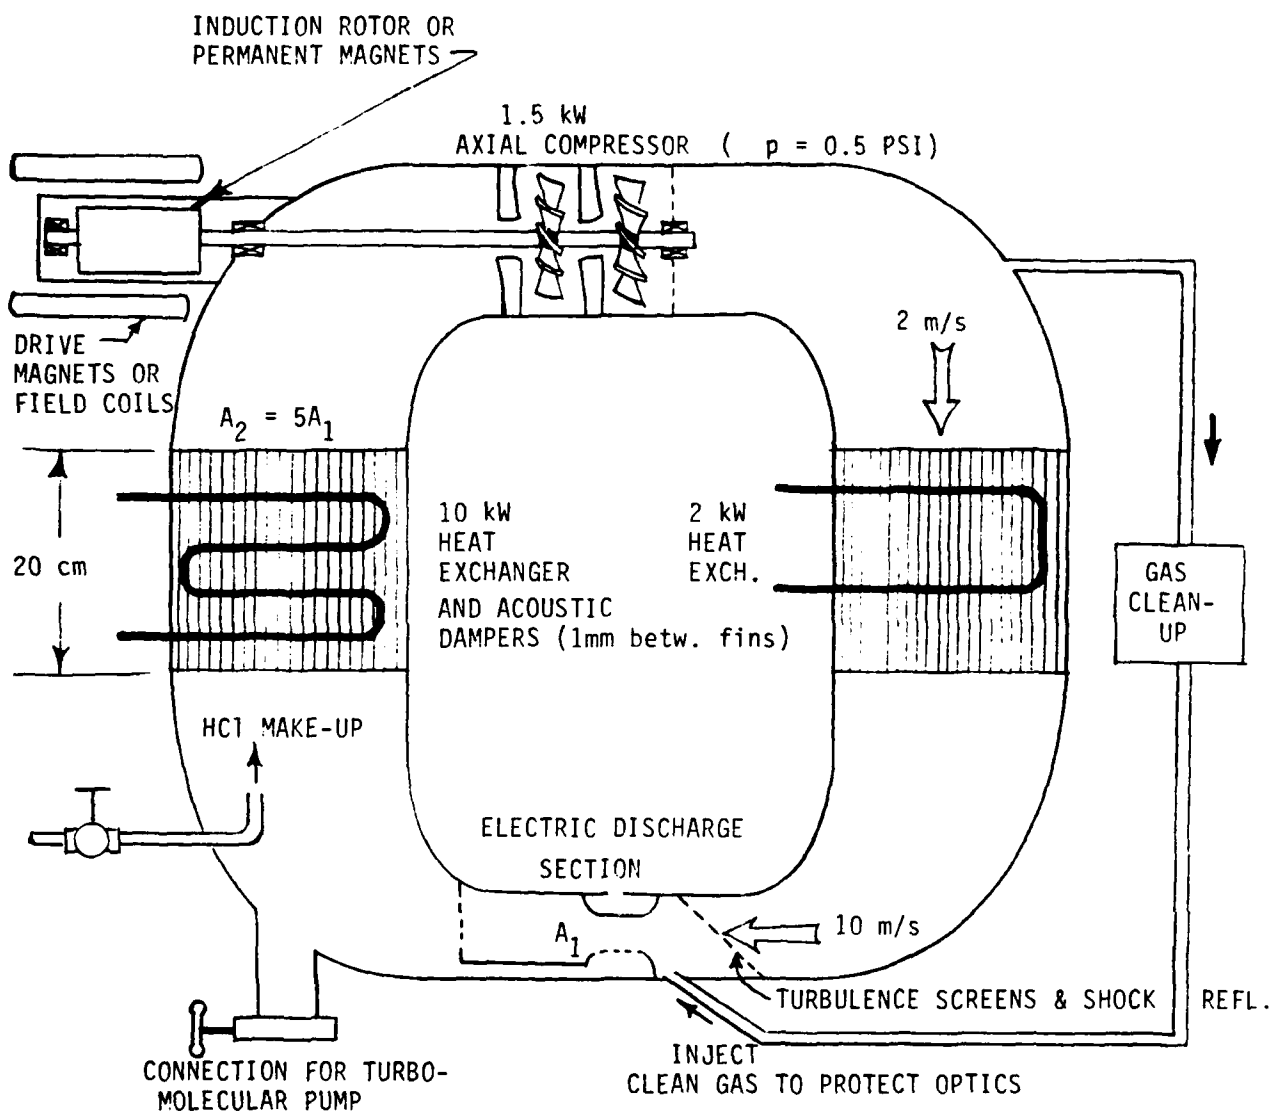 INDUCTION ROTOR OR
PERMANENT MAGNETS
1.5 kW
AXIAL COMPRESSOR ( p = 0.5 PSI)
DRIVE
MAGNETS OR
FIELD COILS
2 m/s
A2 = 5A1
20 cm
10 kW
HEAT
EXCHANGER
AND ACOUSTIC
DAMPERS (1mm betw. fins)
2 kW
HEAT
EXCH.
GAS
CLEAN-
UP
HCl MAKE-UP
ELECTRIC DISCHARGE
SECTION
A1
10 m/s
TURBULENCE SCREENS & SHOCK REFL.
INJECT
CLEAN GAS TO PROTECT OPTICS
CONNECTION FOR TURBO-
MOLECULAR PUMP